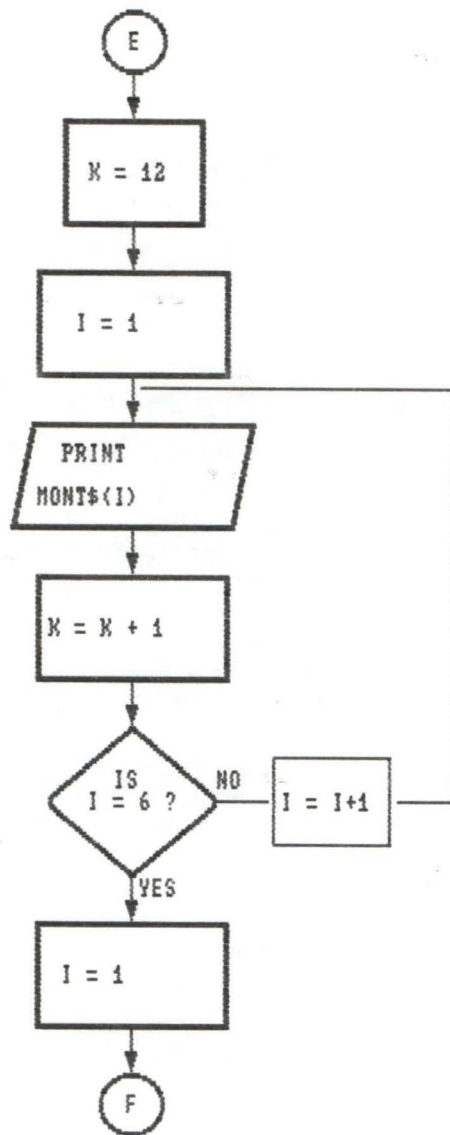 E
K = 12
I = 1
PRINT
MONT$(I)
K = K + 1
IS
I = 6 ?
NO
I = I+1
YES
I = 1
F